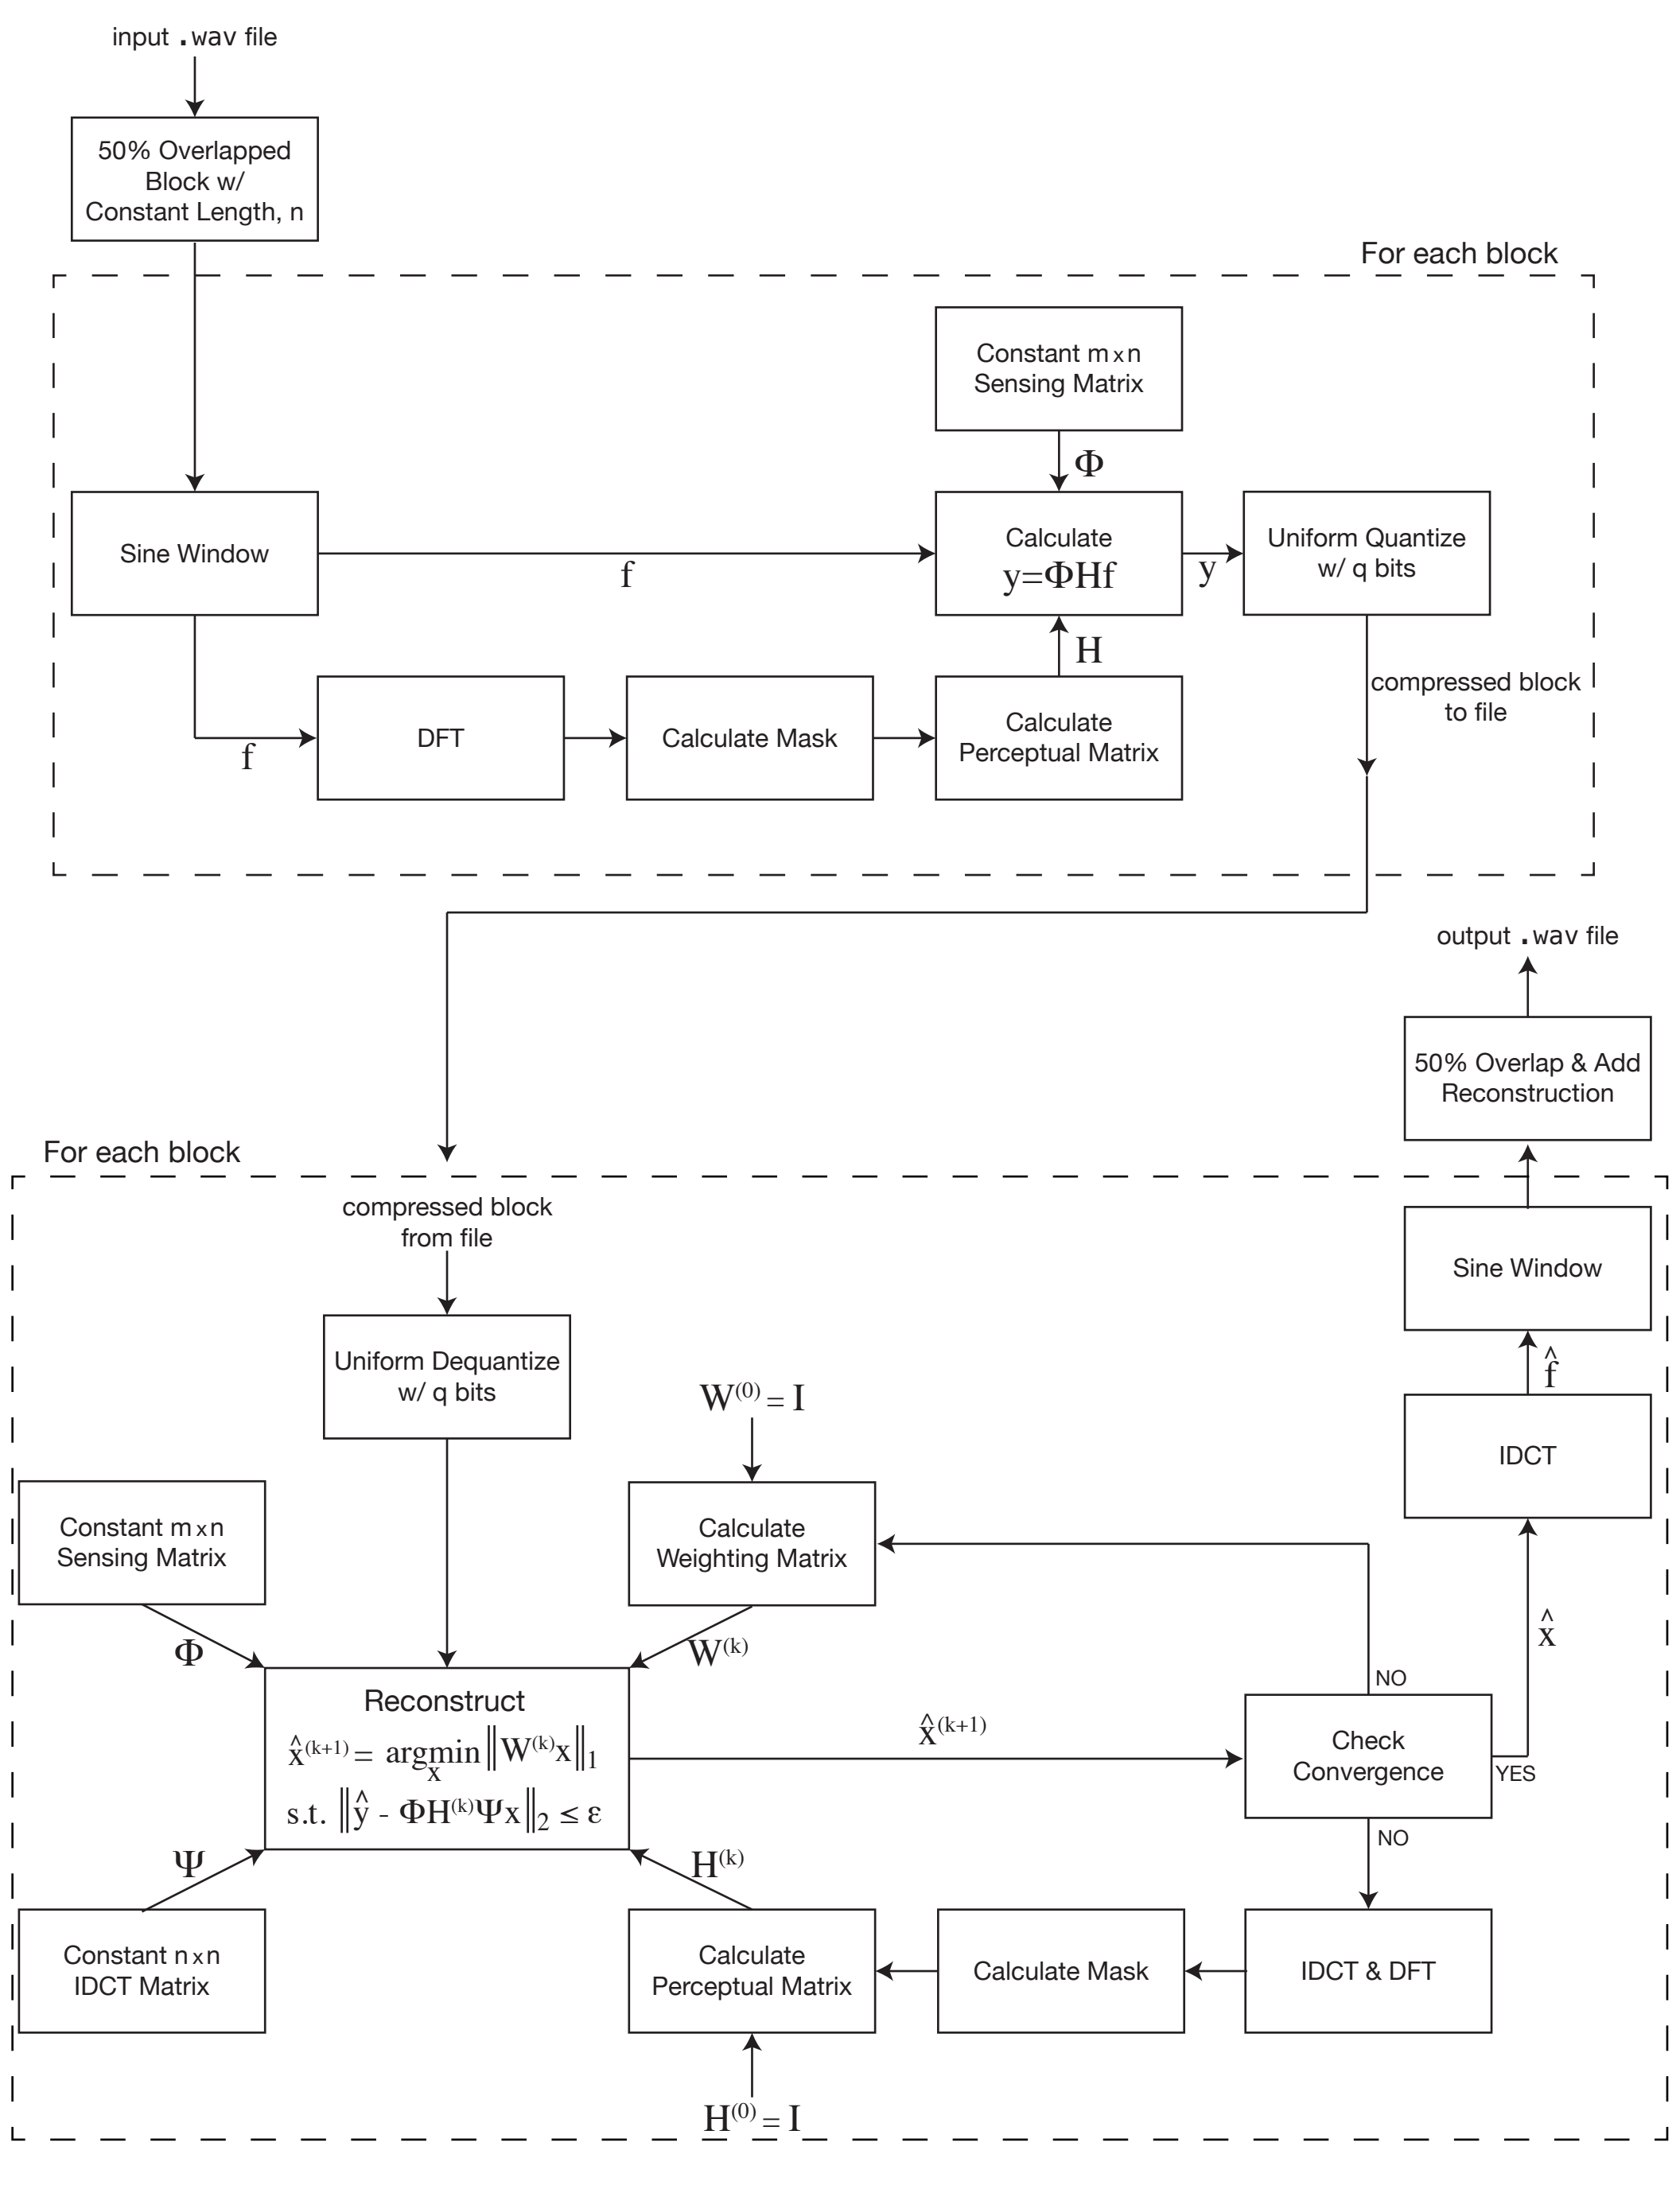 input .wav file
50% Overlapped
Block w/
Constant Length, n
For each block
Constant m x n
Sensing Matrix
Φ
Sine Window
f
Calculate
y=ΦHf
y
Uniform Quantize
w/ q bits
H
compressed block
to file
f
DFT
Calculate Mask
Calculate
Perceptual Matrix
output .wav file
50% Overlap & Add
Reconstruction
For each block
compressed block
from file
Sine Window
Uniform Dequantize
w/ q bits
f̂
W⁽⁰⁾ = I
IDCT
Constant m x n
Sensing Matrix
Calculate
Weighting Matrix
x̂
Φ
W⁽ᵏ⁾
NO
Reconstruct
x̂⁽ᵏ⁺¹⁾ = argmin ‖W⁽ᵏ⁾x‖₁
x
s.t. ‖ŷ - ΦH⁽ᵏ⁾Ψx‖₂ ≤ ε
x̂⁽ᵏ⁺¹⁾
Check
Convergence
YES
NO
Ψ
H⁽ᵏ⁾
Constant n x n
IDCT Matrix
Calculate
Perceptual Matrix
Calculate Mask
IDCT & DFT
H⁽⁰⁾ = I